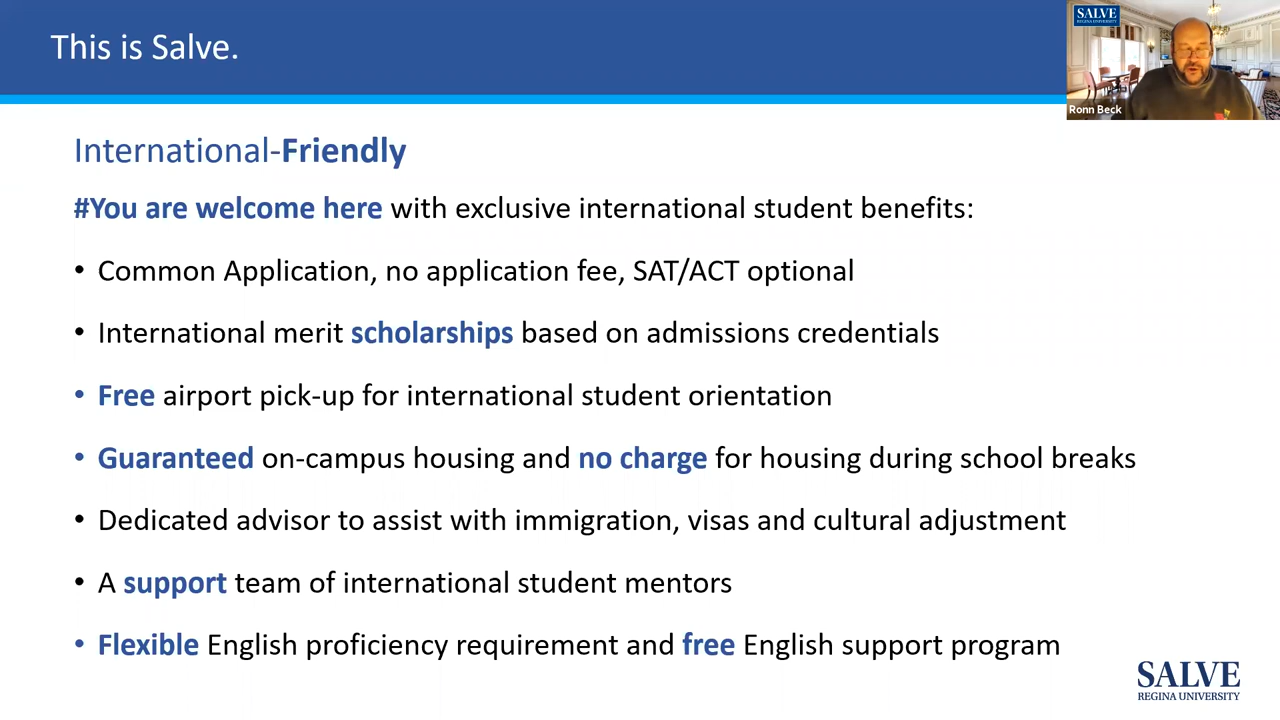 This is Salve.
SALVE
REGINA UNIVERSITY
Ronn Beck
International-Friendly
#You are welcome here with exclusive international student benefits:
• Common Application, no application fee, SAT/ACT optional
• International merit scholarships based on admissions credentials
• Free airport pick-up for international student orientation
• Guaranteed on-campus housing and no charge for housing during school breaks
• Dedicated advisor to assist with immigration, visas and cultural adjustment
• A support team of international student mentors
• Flexible English proficiency requirement and free English support program
SALVE
REGINA UNIVERSITY